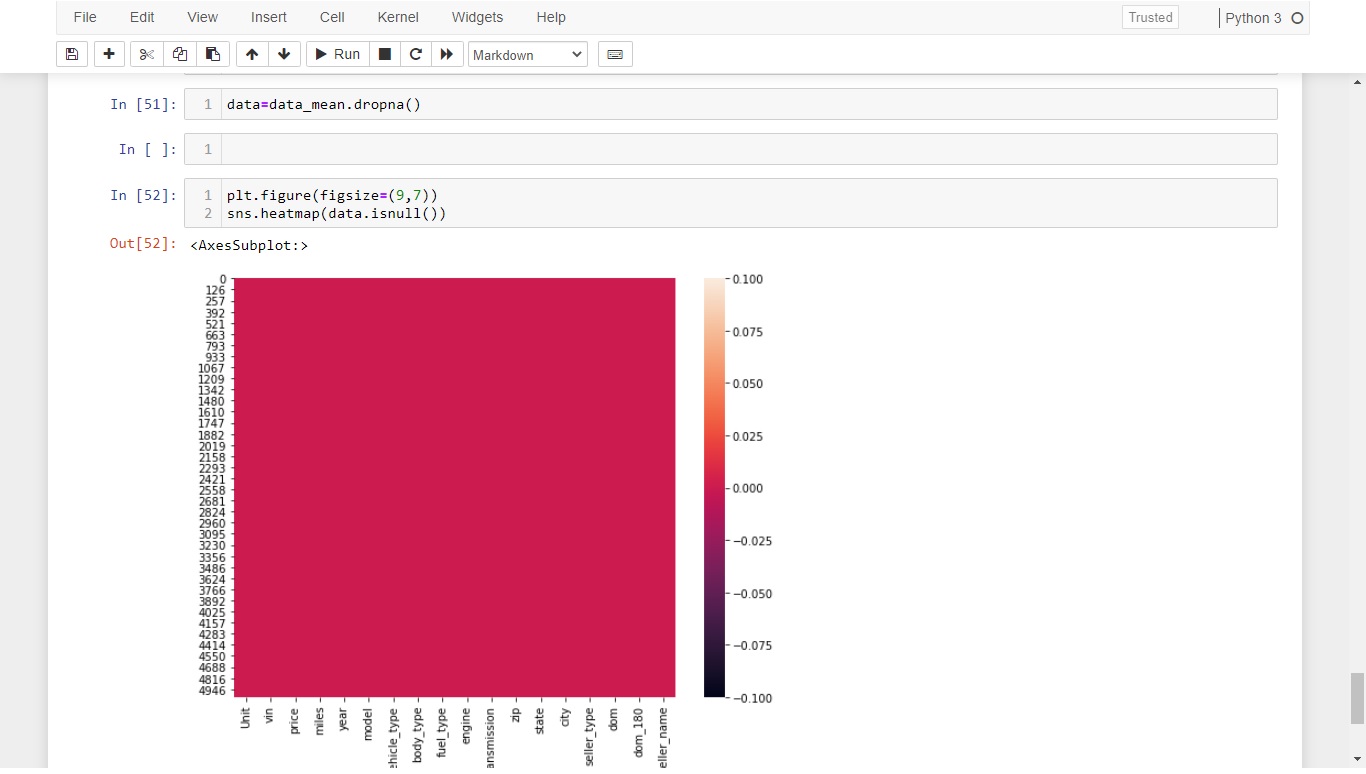 File Edit View Insert Cell Kernel Widgets Help Trusted Python 3
Run Markdown
In [51]: 1 data=data_mean.dropna()
In [ ]: 1
In [52]: 1 plt.figure(figsize=(9,7))
2 sns.heatmap(data.isnull())
Out[52]: <AxesSubplot:>
0
126
257
392
521
663
793
933
1067
1209
1342
1480
1610
1747
1882
2019
2158
2293
2421
2558
2681
2824
2960
3095
3230
3356
3486
3624
3766
3892
4025
4157
4283
4414
4550
4688
4816
4946
0.100
0.075
0.050
0.025
0.000
−0.025
−0.050
−0.075
−0.100
Unit
vin
price
miles
year
model
ehicle_type
body_type
fuel_type
engine
ansmission
zip
state
city
seller_type
dom
dom_180
eller_name